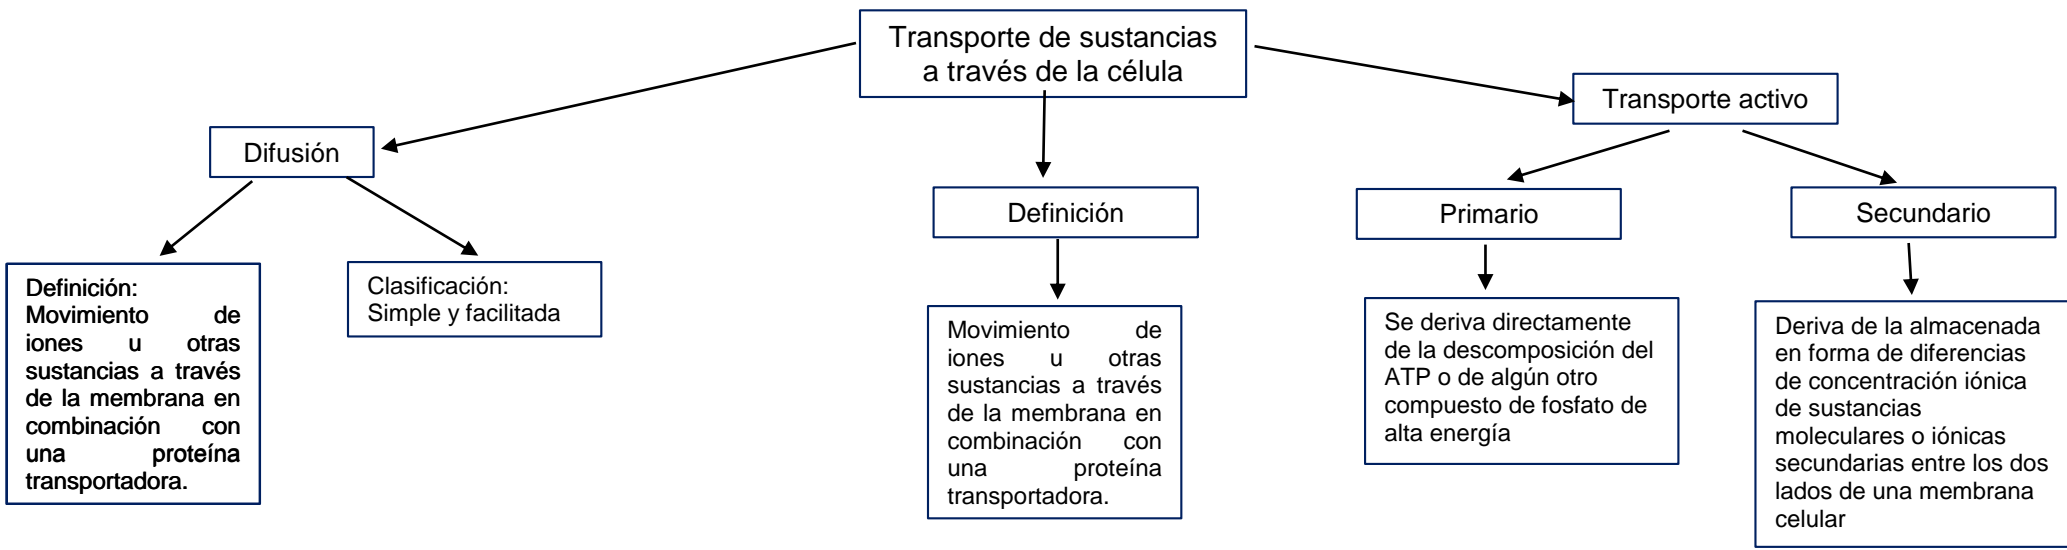 Transporte de sustancias
a través de la célula
Transporte activo
Difusión
Definición
Primario
Secundario
Definición:
Movimiento de
iones u otras
sustancias a través
de la membrana en
combinación con
una proteína
transportadora.
Clasificación:
Simple y facilitada
Movimiento de
iones u otras
sustancias a través
de la membrana en
combinación con
una proteína
transportadora.
Se deriva directamente
de la descomposición del
ATP o de algún otro
compuesto de fosfato de
alta energía
Deriva de la almacenada
en forma de diferencias
de concentración iónica
de sustancias
moleculares o iónicas
secundarias entre los dos
lados de una membrana
celular